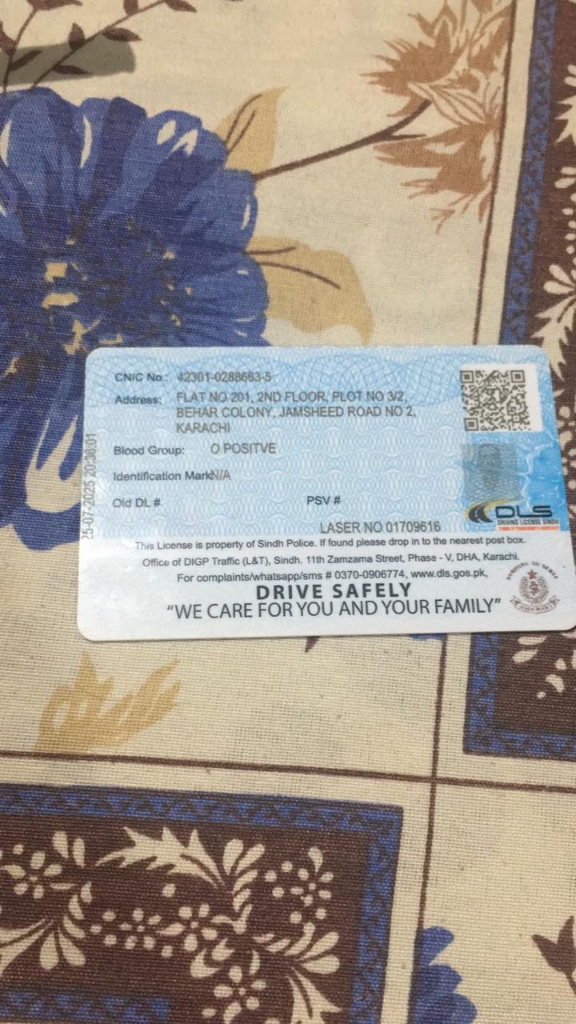 CNIC No.: 42301-0288663-5
Address: FLAT NO 201, 2ND FLOOR, PLOT NO 3/2,
BEHAR COLONY, JAMSHEED ROAD NO 2,
KARACHI
Blood Group: O POSITVE
Identification Mark: N/A
Old DL #
PSV #
LASER NO 01709616
DLS
DRIVING LICENSE SINDH
25-07-2025 20:36:01
This License is property of Sindh Police. If found please drop in to the nearest post box.
Office of DIGP Traffic (L&T), Sindh. 11th Zamzama Street, Phase - V, DHA, Karachi.
For complaints/whatsapp/sms # 0370-0906774, www.dls.gos.pk,
DRIVE SAFELY
"WE CARE FOR YOU AND YOUR FAMILY"